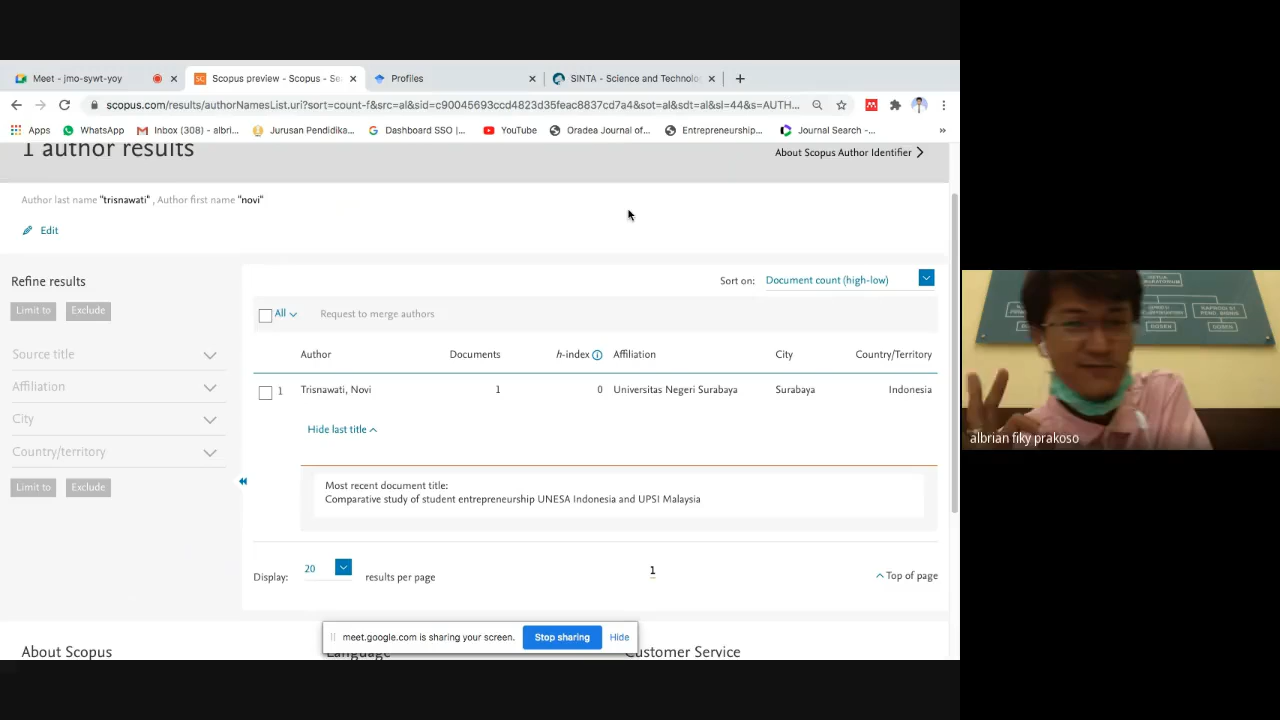 Meet - jmo-sywt-yoy
Scopus preview - Scopus - Se
Profiles
SINTA - Science and Technolo
scopus.com/results/authorNamesList.uri?sort=count-f&src=al&sid=c90045693ccd4823d35feac8837cd7a4&sot=al&sdt=al&sl=44&s=AUTH...
Apps WhatsApp Inbox (308) - albri... Jurusan Pendidika... Dashboard SSO |... YouTube Oradea Journal of... Entrepreneurship... Journal Search -... »
1 author results
About Scopus Author Identifier
Author last name "trisnawati" , Author first name "novi"
Edit
Refine results
Limit to Exclude
Source title
Affiliation
City
Country/territory
Limit to Exclude
Sort on: Document count (high-low)
All Request to merge authors
Author Documents h-index Affiliation City Country/Territory
1 Trisnawati, Novi 1 0 Universitas Negeri Surabaya Surabaya Indonesia
Hide last title
Most recent document title:
Comparative study of student entrepreneurship UNESA Indonesia and UPSI Malaysia
Display: 20 results per page
1
Top of page
meet.google.com is sharing your screen. Stop sharing Hide
About Scopus
Language
Customer Service
DOSEN
DOSEN
albrian fiky prakoso